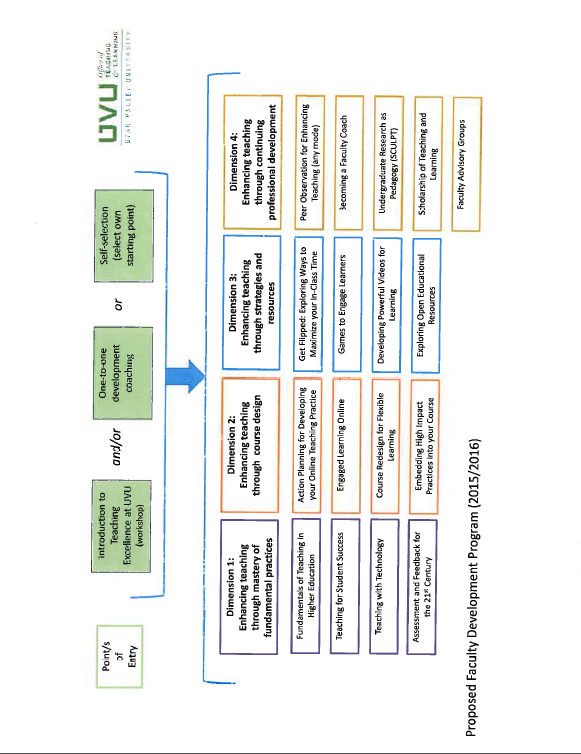 UVU
Office of
TEACHING
& LEARNING
UTAH VALLEY UNIVERSITY
Point/s
of
Entry
Introduction to
Teaching
Excellence at UVU
(workshop)
and/or
One-to-one
development
coaching
or
Self-selection
(select own
starting point)
Dimension 1:
Enhancing teaching
through mastery of
fundamental practices
Fundamentals of Teaching in
Higher Education
Teaching for Student Success
Teaching with Technology
Assessment and Feedback for
the 21st Century
Dimension 2:
Enhancing teaching
through course design
Action Planning for Developing
your Online Teaching Practice
Engaged Learning Online
Course Redesign for Flexible
Learning
Embedding High Impact
Practices into your Course
Dimension 3:
Enhancing teaching
through strategies and
resources
Get Flipped: Exploring Ways to
Maximize your In-Class Time
Games to Engage Learners
Developing Powerful Videos for
Learning
Exploring Open Educational
Resources
Dimension 4:
Enhancing teaching
through continuing
professional development
Peer Observation for Enhancing
Teaching (any mode)
Becoming a Faculty Coach
Undergraduate Research as
Pedagogy (SCULPT)
Scholarship of Teaching and
Learning
Faculty Advisory Groups
Proposed Faculty Development Program (2015/2016)